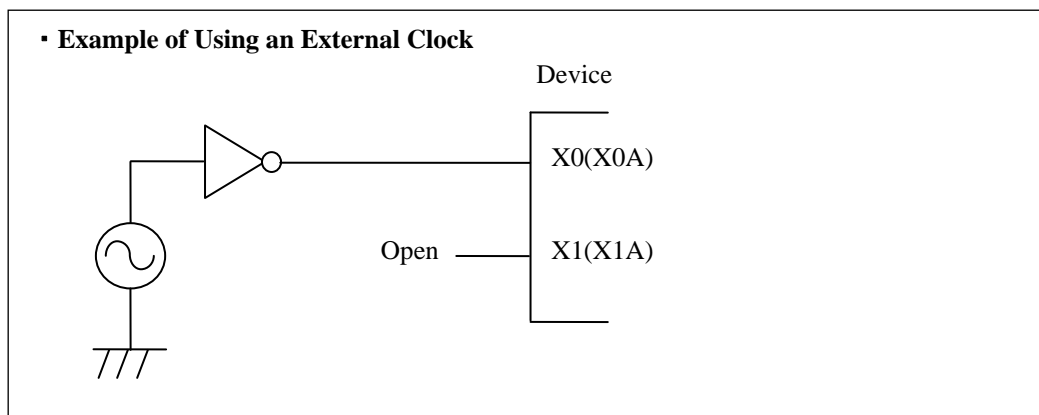 ▪ Example of Using an External Clock
Device
X0(X0A)
Open
X1(X1A)